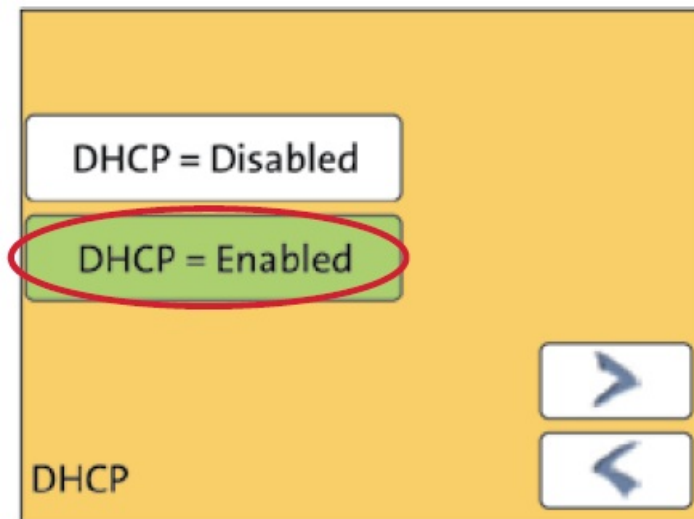 DHCP = Disabled
DHCP = Enabled
DHCP